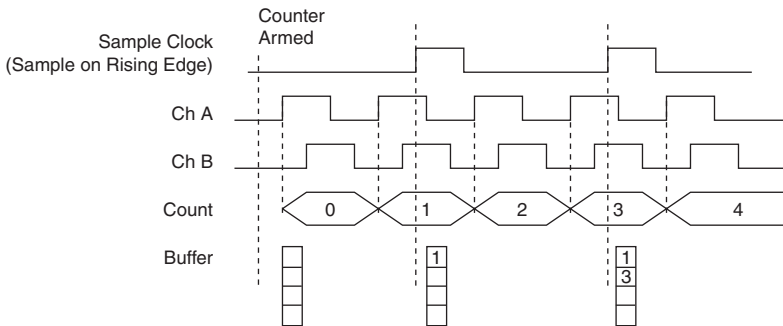 Counter
Armed
Sample Clock
(Sample on Rising Edge)
Ch A
Ch B
Count 0 1 2 3 4
Buffer
1 1
3